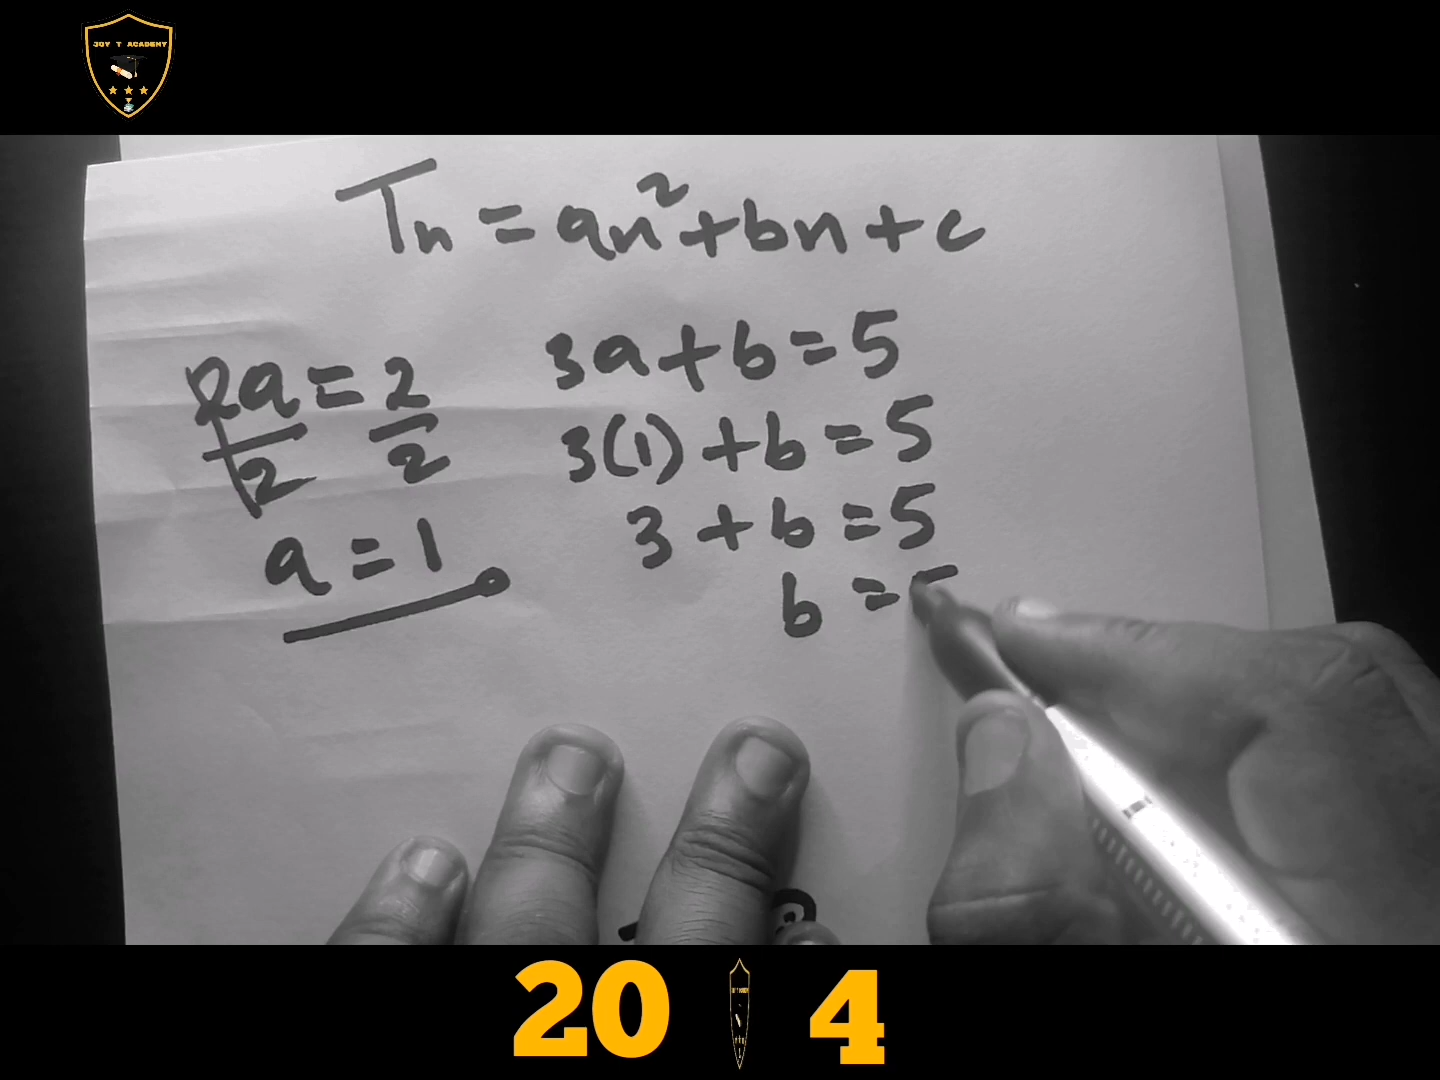 JOY T ACADEMY
Tn = an² + bn + c
2a = 2
2 2
a = 1
3a + b = 5
3(1) + b = 5
3 + b = 5
b = 5
20 4